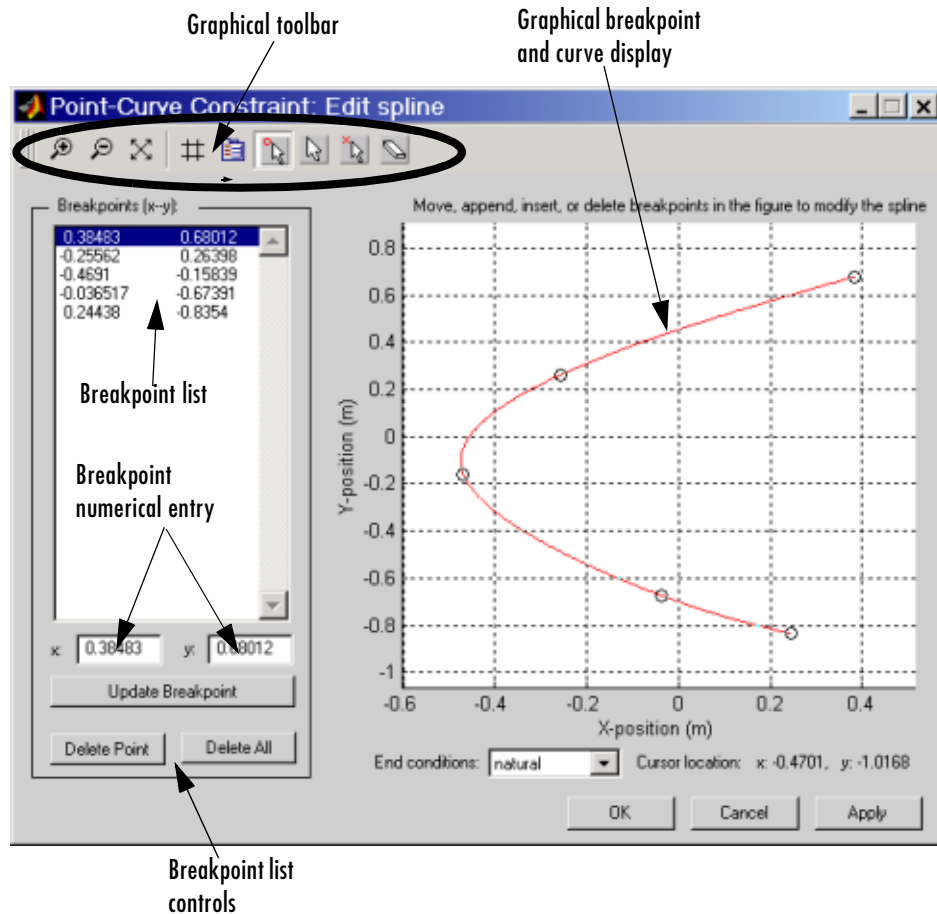 Graphical toolbar
Graphical breakpoint
and curve display
Point-Curve Constraint: Edit spline
Breakpoints (x--y):
0.38483 0.68012
-0.25562 0.26398
-0.4691 -0.15839
-0.036517 -0.67391
0.24438 -0.8354
Breakpoint list
Breakpoint
numerical entry
x: 0.38483 y: 0.68012
Update Breakpoint
Delete Point Delete All
Breakpoint list
controls
Move, append, insert, or delete breakpoints in the figure to modify the spline
0.8
0.6
0.4
0.2
0
-0.2
-0.4
-0.6
-0.8
-1
Y-position (m)
-0.6 -0.4 -0.2 0 0.2 0.4
X-position (m)
End conditions: natural Cursor location: x: -0.4701, y: -1.0168
OK Cancel Apply